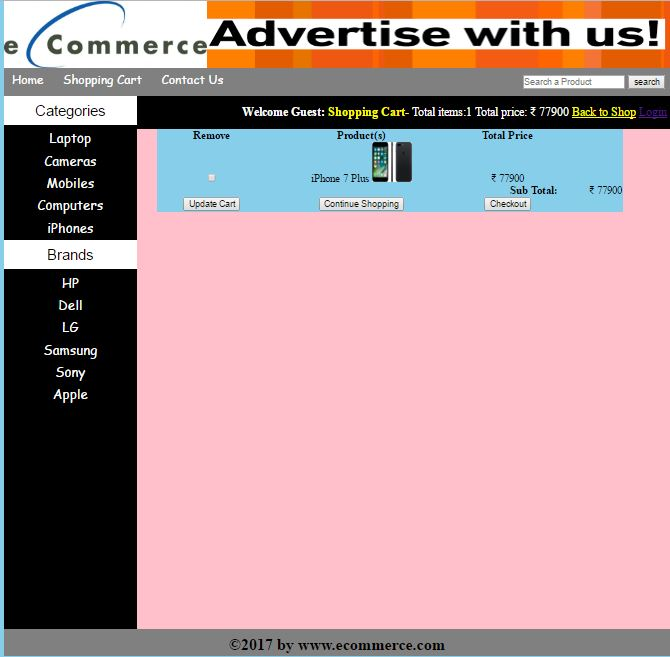 e Commerce
Advertise with us!
Home Shopping Cart Contact Us
Search a Product search
Categories
Welcome Guest: Shopping Cart- Total items:1 Total price: ₹ 77900 Back to Shop Login
Laptop
Cameras
Mobiles
Computers
iPhones
Brands
HP
Dell
LG
Samsung
Sony
Apple
Remove Product(s) Total Price
iPhone 7 Plus ₹ 77900
Sub Total: ₹ 77900
Update Cart Continue Shopping Checkout
©2017 by www.ecommerce.com